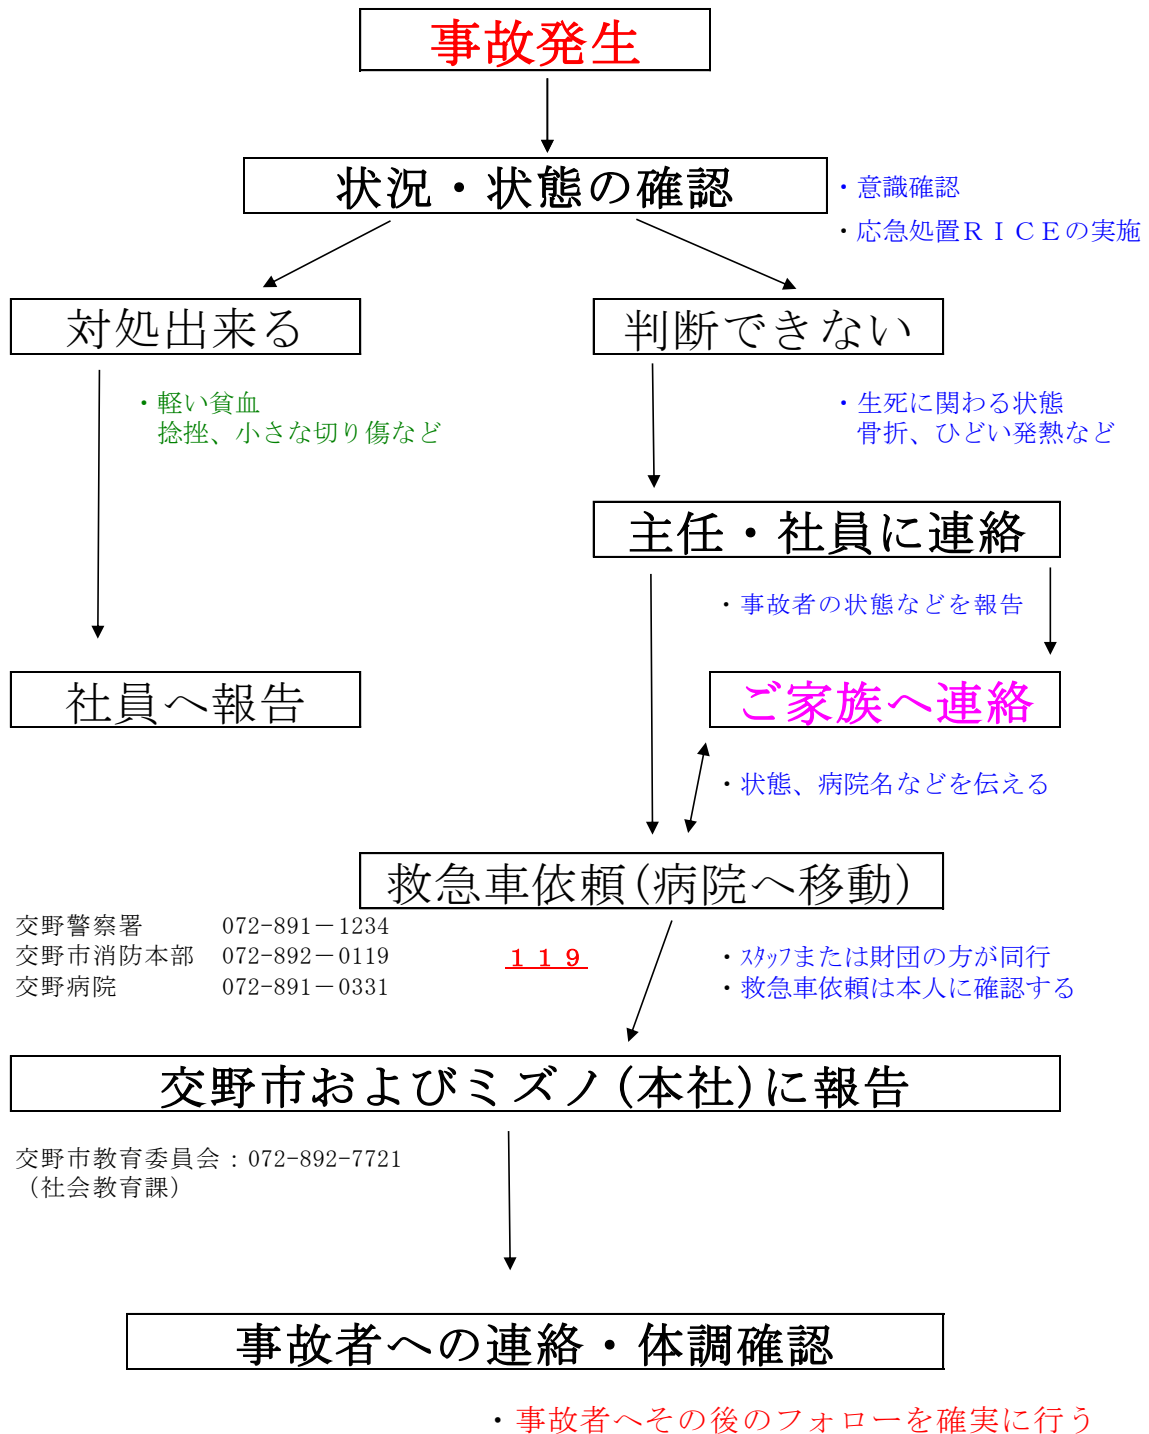 事故発生
状況・状態の確認
・意識確認
・応急処置ＲＩＣＥの実施
対処出来る
判断できない
・軽い貧血
捻挫、小さな切り傷など
・生死に関わる状態
骨折、ひどい発熱など
主任・社員に連絡
・事故者の状態などを報告
社員へ報告
ご家族へ連絡
・状態、病院名などを伝える
救急車依頼(病院へ移動)
交野警察署 072-891－1234
交野市消防本部 072-892－0119
交野病院 072-891－0331
１１９
・ｽﾀｯﾌまたは財団の方が同行
・救急車依頼は本人に確認する
交野市およびミズノ(本社)に報告
交野市教育委員会：072-892-7721
（社会教育課）
事故者への連絡・体調確認
・事故者へその後のフォローを確実に行う